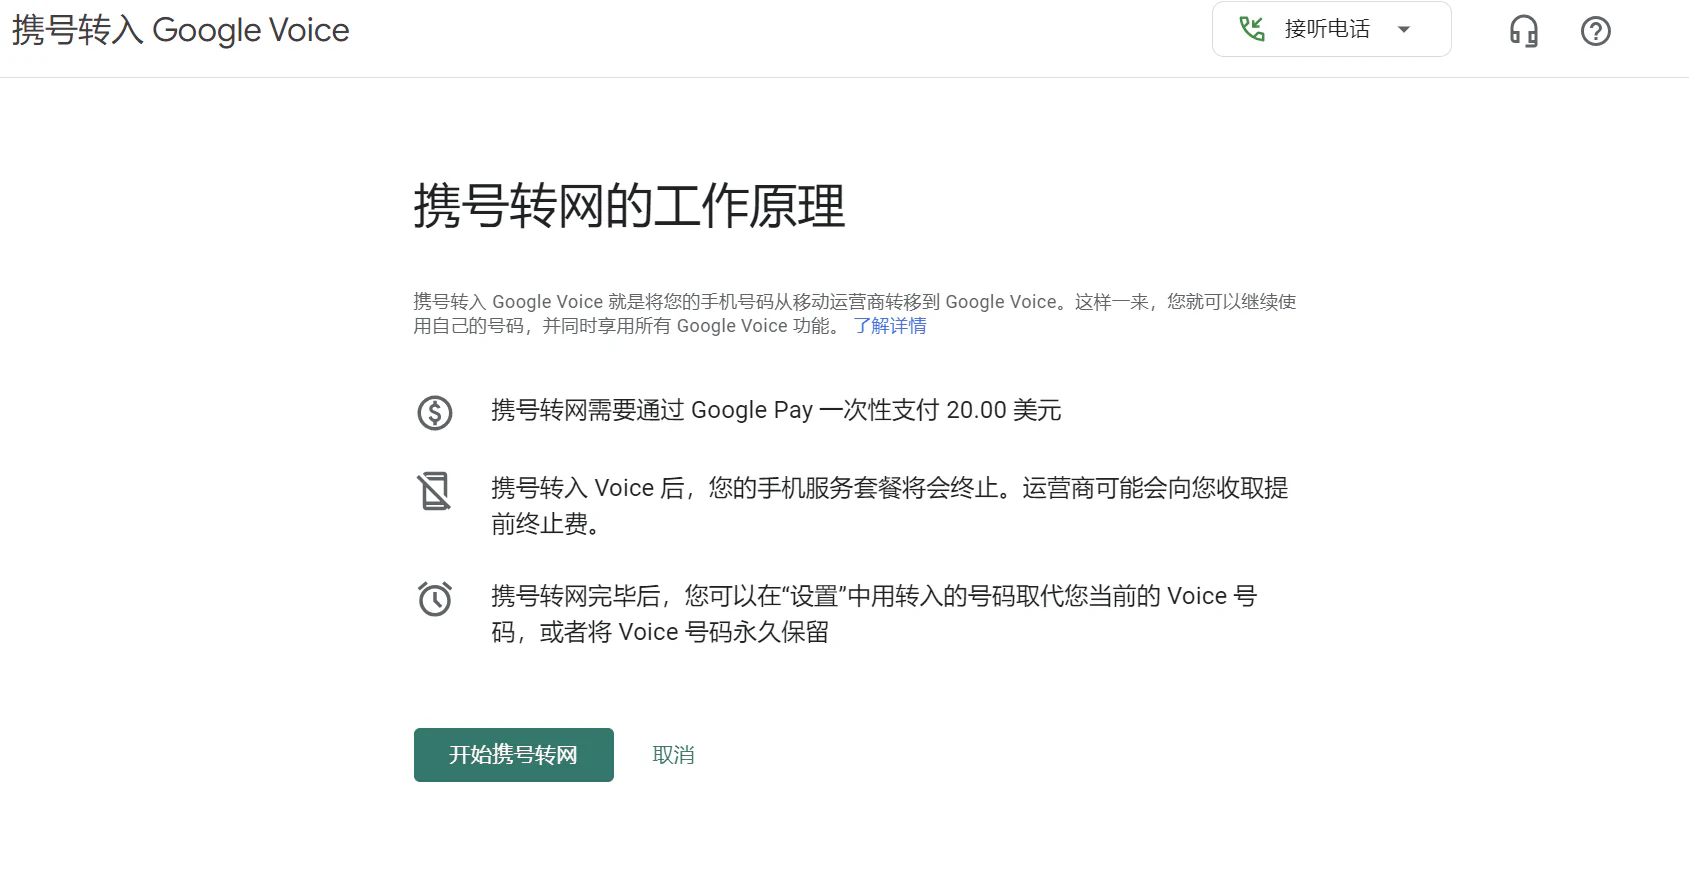 携号转入 Google Voice
接听电话
携号转网的工作原理
携号转入 Google Voice 就是将您的手机号码从移动运营商转移到 Google Voice。这样一来，您就可以继续使
用自己的号码，并同时享用所有 Google Voice 功能。 了解详情
携号转网需要通过 Google Pay 一次性支付 20.00 美元
携号转入 Voice 后，您的手机服务套餐将会终止。运营商可能会向您收取提
前终止费。
携号转网完毕后，您可以在“设置”中用转入的号码取代您当前的 Voice 号
码，或者将 Voice 号码永久保留
开始携号转网
取消